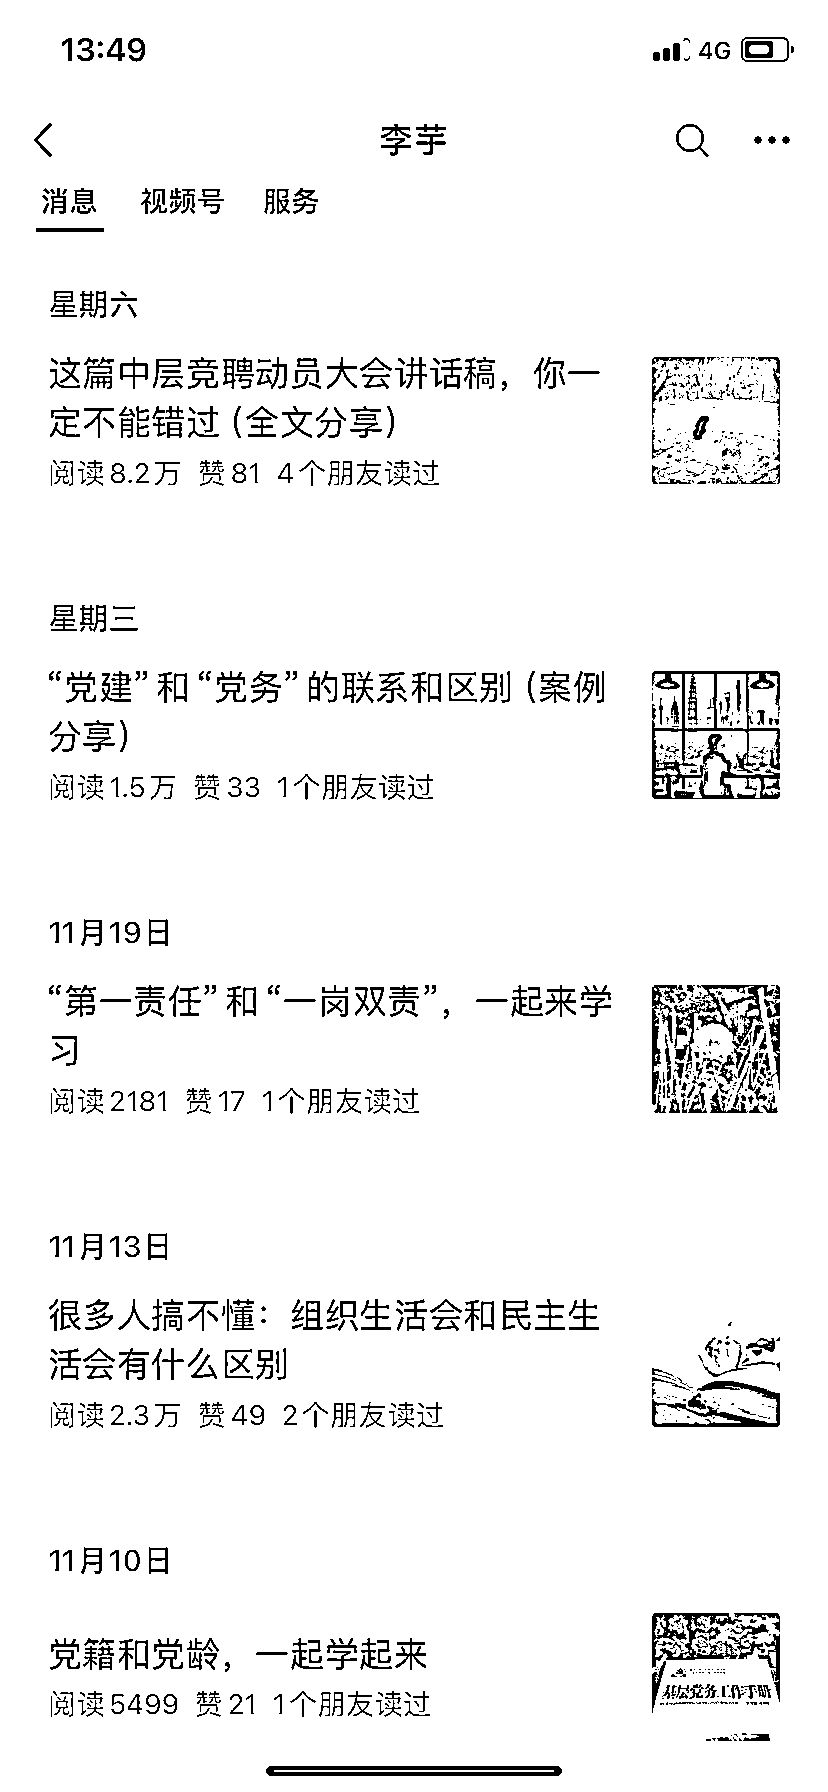 13:49
4G
李芋
消息 视频号 服务
星期六
这篇中层竞聘动员大会讲话稿，你一
定不能错过（全文分享）
阅读8.2万 赞81 4个朋友读过
星期三
“党建”和“党务”的联系和区别（案例
分享）
阅读1.5万 赞33 1个朋友读过
11月19日
“第一责任”和“一岗双责”，一起来学
习
阅读2181 赞17 1个朋友读过
11月13日
很多人搞不懂：组织生活会和民主生
活会有什么区别
阅读2.3万 赞49 2个朋友读过
11月10日
党籍和党龄，一起学起来
阅读5499 赞21 1个朋友读过
基层党务工作手册